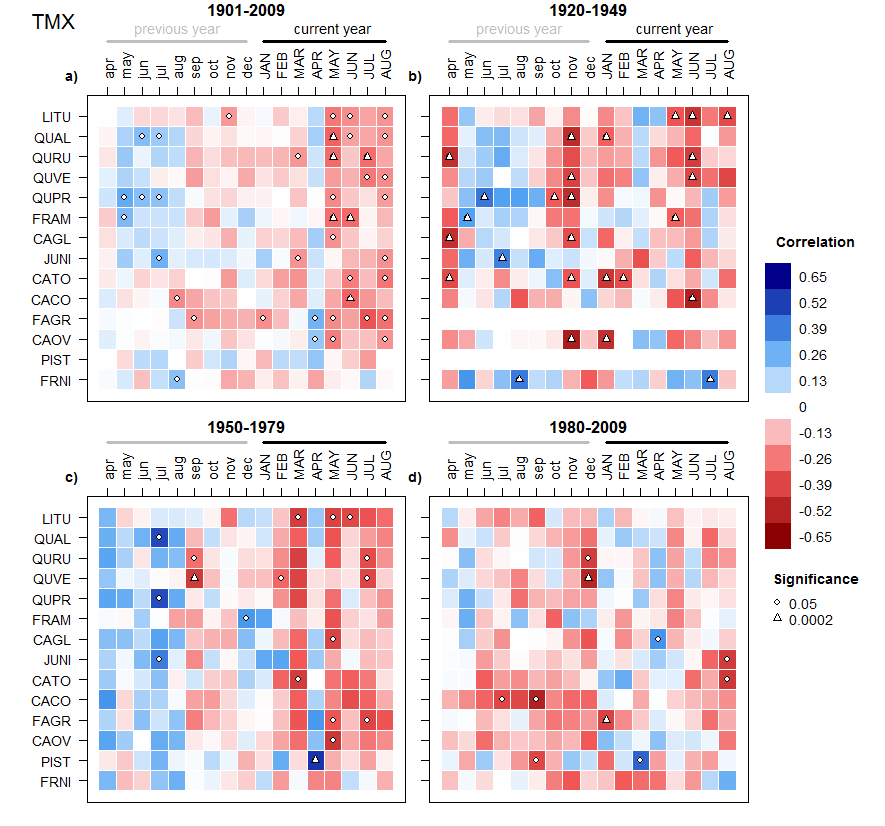 TMX
1901-2009
previous year current year
a) apr may jun jul aug sep oct nov dec JAN FEB MAR APR MAY JUN JUL AUG
LITU
QUAL
QURU
QUVE
QUPR
FRAM
CAGL
JUNI
CATO
CACO
FAGR
CAOV
PIST
FRNI
1920-1949
previous year current year
b) apr may jun jul aug sep oct nov dec JAN FEB MAR APR MAY JUN JUL AUG
1950-1979
c) apr may jun jul aug sep oct nov dec JAN FEB MAR APR MAY JUN JUL AUG
LITU
QUAL
QURU
QUVE
QUPR
FRAM
CAGL
JUNI
CATO
CACO
FAGR
CAOV
PIST
FRNI
1980-2009
d) apr may jun jul aug sep oct nov dec JAN FEB MAR APR MAY JUN JUL AUG
Correlation
0.65
0.52
0.39
0.26
0.13
0
-0.13
-0.26
-0.39
-0.52
-0.65
Significance
0.05
0.0002